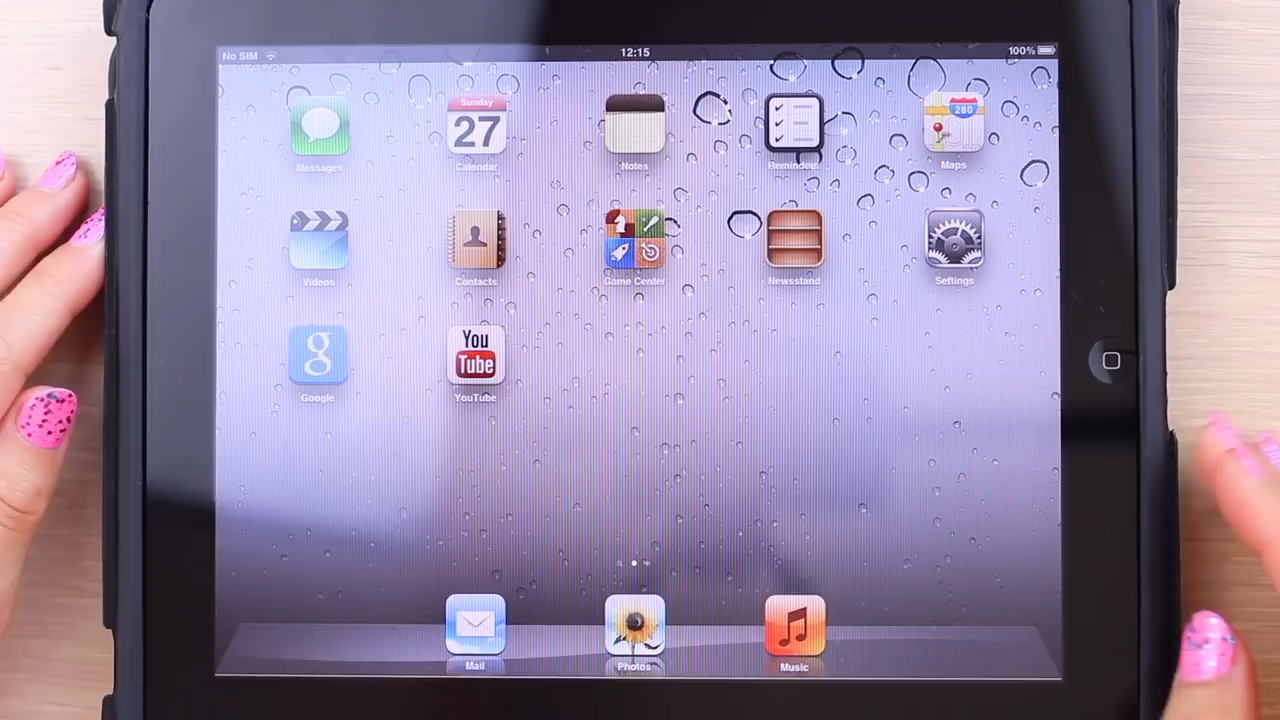 No SIM 12:15 100%
Sunday
27
280
Messages Calendar Notes Reminders Maps
Videos Contacts Game Center Newsstand Settings
g
You
Tube
Google YouTube
Mail Photos Music